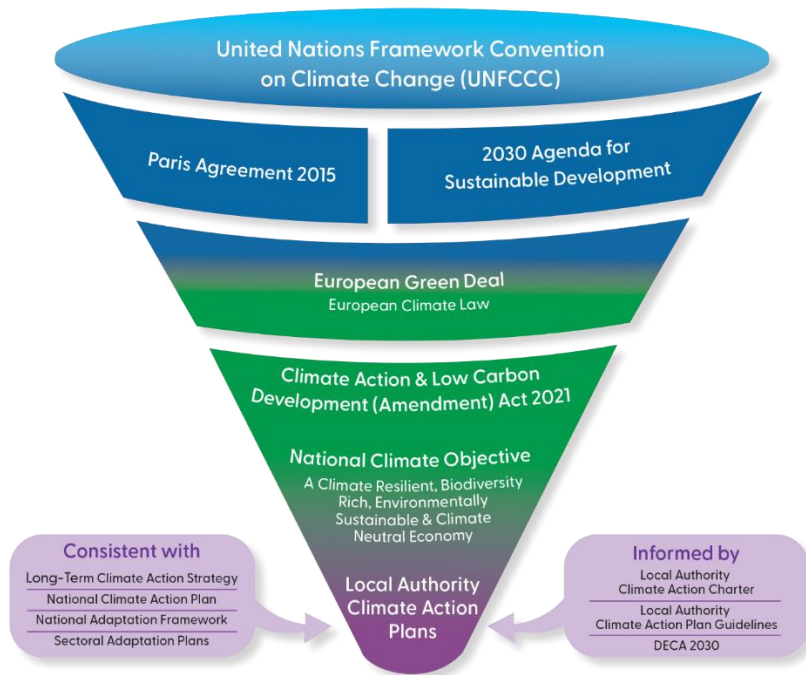 United Nations Framework Convention
on Climate Change (UNFCCC)
Paris Agreement 2015
2030 Agenda for
Sustainable Development
European Green Deal
European Climate Law
Climate Action & Low Carbon
Development (Amendment) Act 2021
National Climate Objective
A Climate Resilient, Biodiversity
Rich, Environmentally
Sustainable & Climate
Neutral Economy
Local Authority
Climate Action
Plans
Consistent with
Long-Term Climate Action Strategy
National Climate Action Plan
National Adaptation Framework
Sectoral Adaptation Plans
Informed by
Local Authority
Climate Action Charter
Local Authority
Climate Action Plan Guidelines
DECA 2030